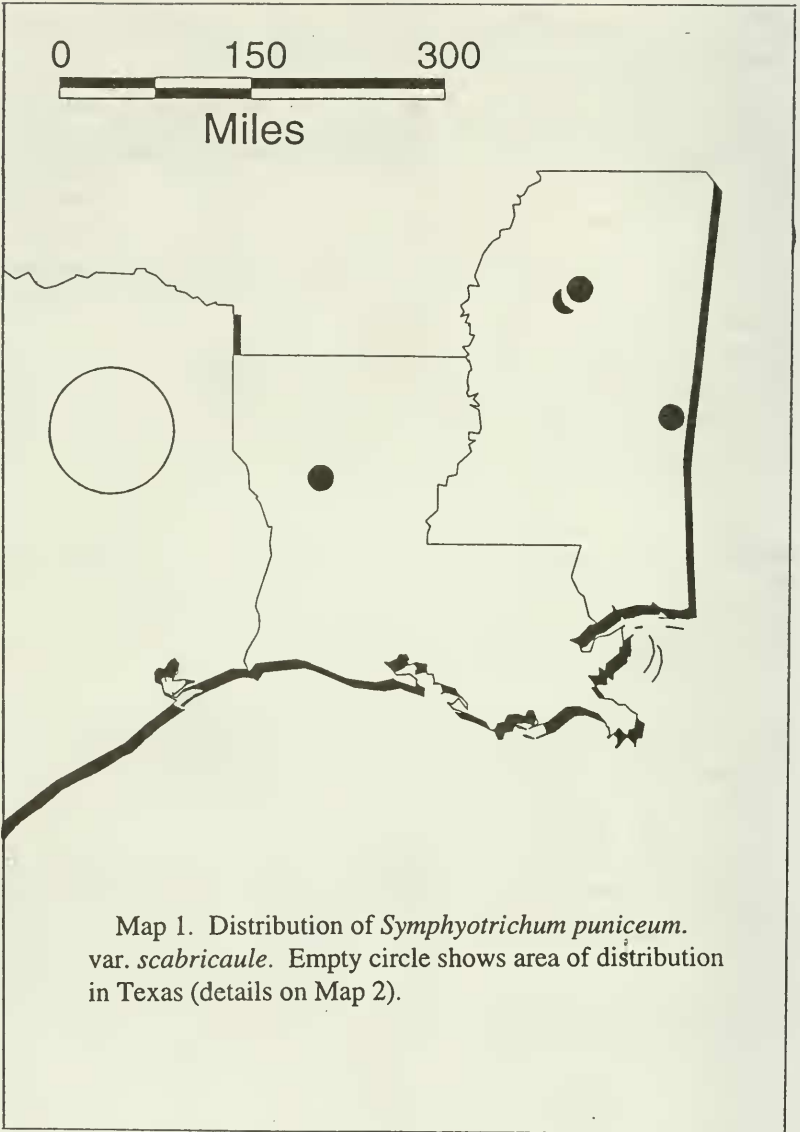 0 150 300
Miles
Map 1. Distribution of Symphyotrichum puniceum.
var. scabricaule. Empty circle shows area of distribution
in Texas (details on Map 2).